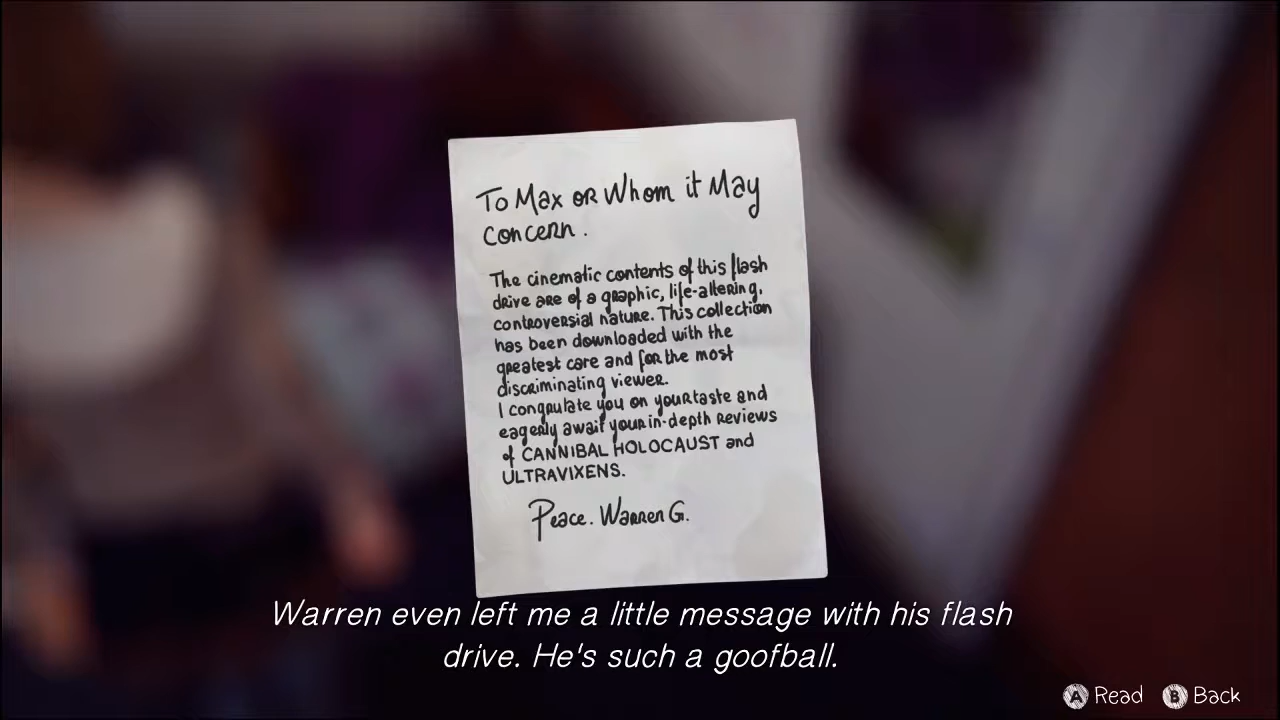 To Max or Whom it May
Concern.
The cinematic contents of this flash
drive are of a graphic, life-altering,
controversial nature. This collection
has been downloaded with the
greatest care and for the most
discriminating viewer.
I congrulate you on your taste and
eagerly await your in-depth reviews
of CANNIBAL HOLOCAUST and
ULTRAVIXENS.
Peace. Warren G.
Warren even left me a little message with his flash
drive. He's such a goofball.
A Read B Back